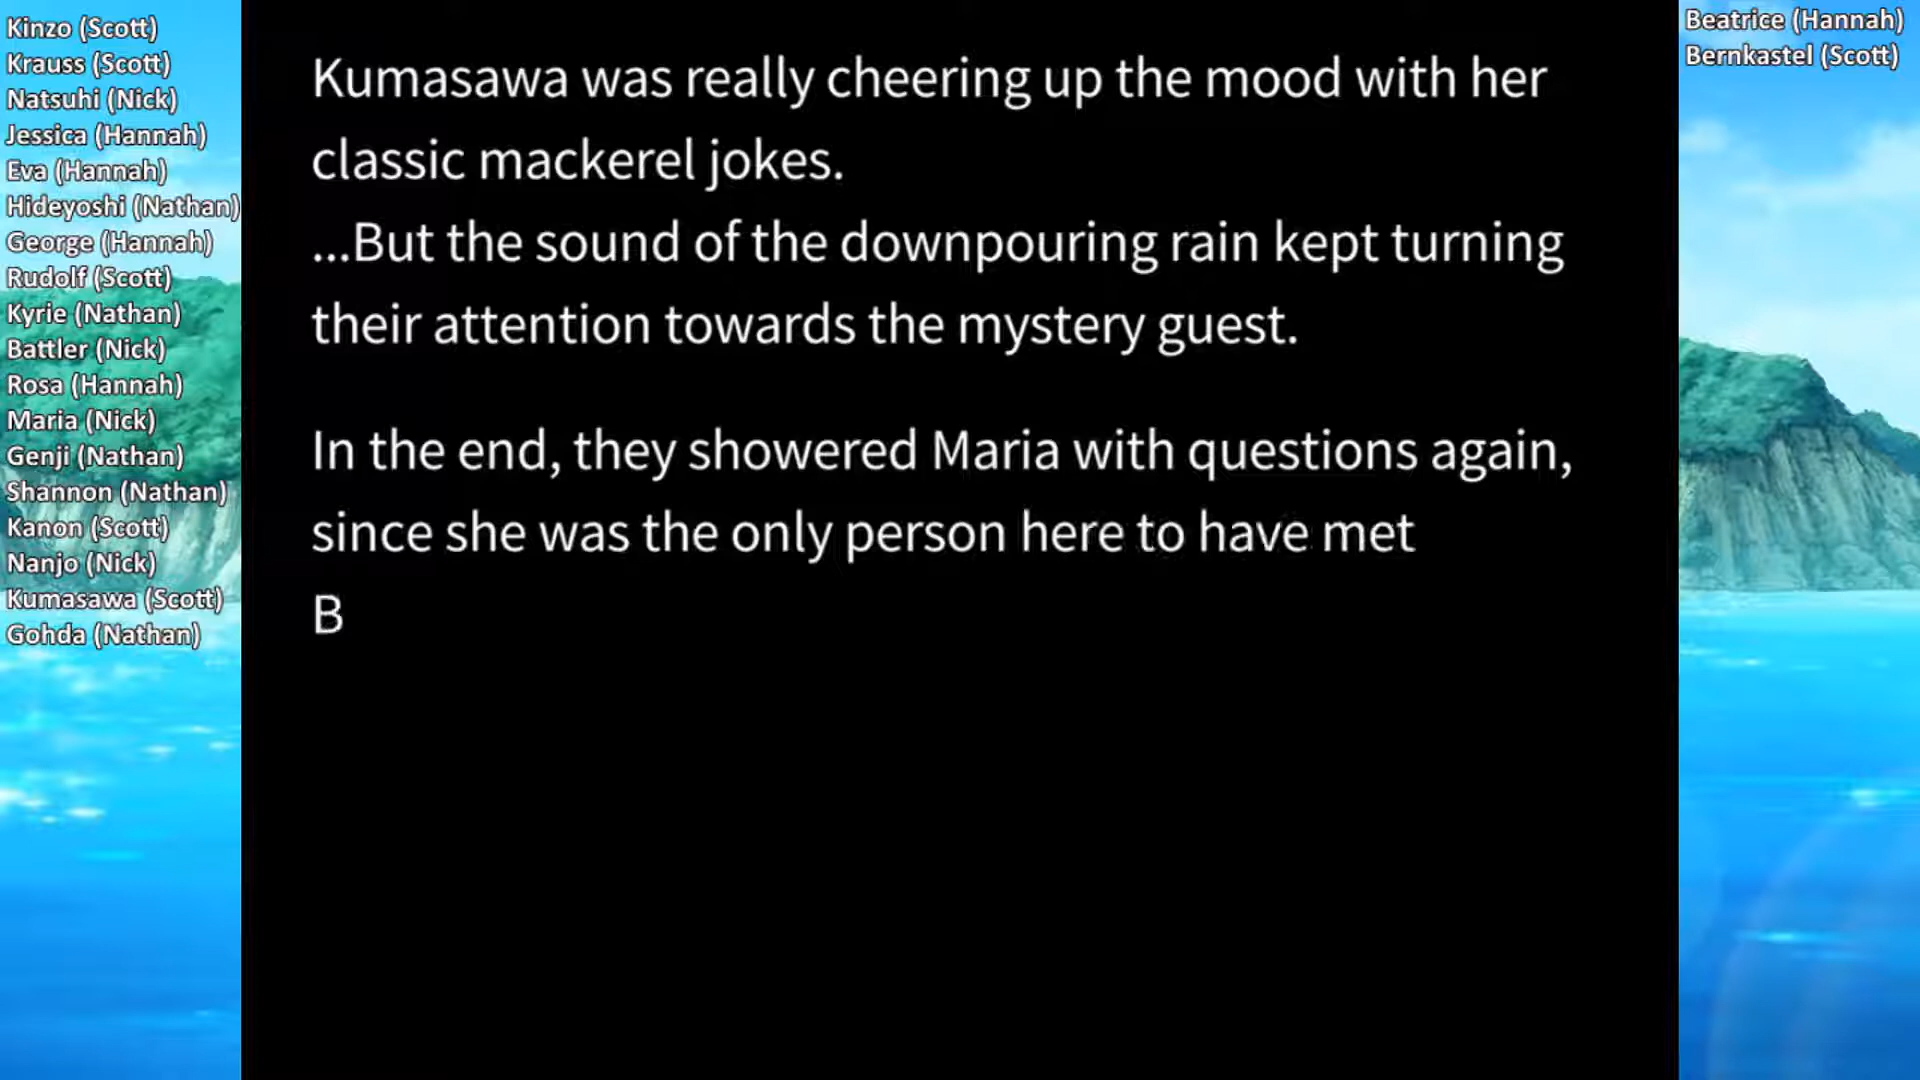 Kinzo (Scott)
Krauss (Scott)
Natsuhi (Nick)
Jessica (Hannah)
Eva (Hannah)
Hideyoshi (Nathan)
George (Hannah)
Rudolf (Scott)
Kyrie (Nathan)
Battler (Nick)
Rosa (Hannah)
Maria (Nick)
Genji (Nathan)
Shannon (Nathan)
Kanon (Scott)
Nanjo (Nick)
Kumasawa (Scott)
Gohda (Nathan)
Kumasawa was really cheering up the mood with her
classic mackerel jokes.
...But the sound of the downpouring rain kept turning
their attention towards the mystery guest.
In the end, they showered Maria with questions again,
since she was the only person here to have met
B
Beatrice (Hannah)
Bernkastel (Scott)